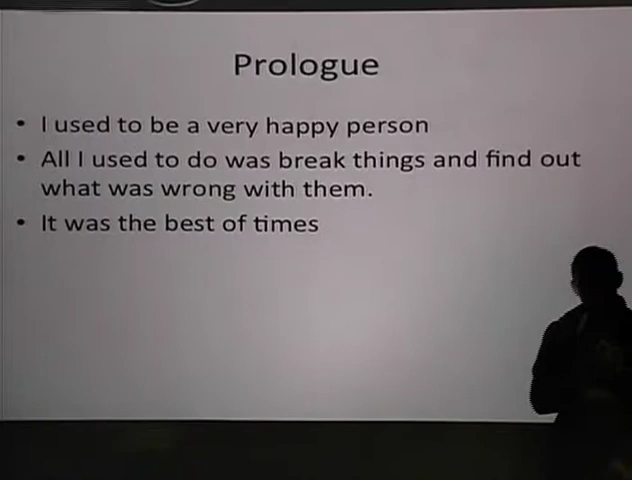 Prologue
• I used to be a very happy person
• All I used to do was break things and find out
what was wrong with them.
• It was the best of times